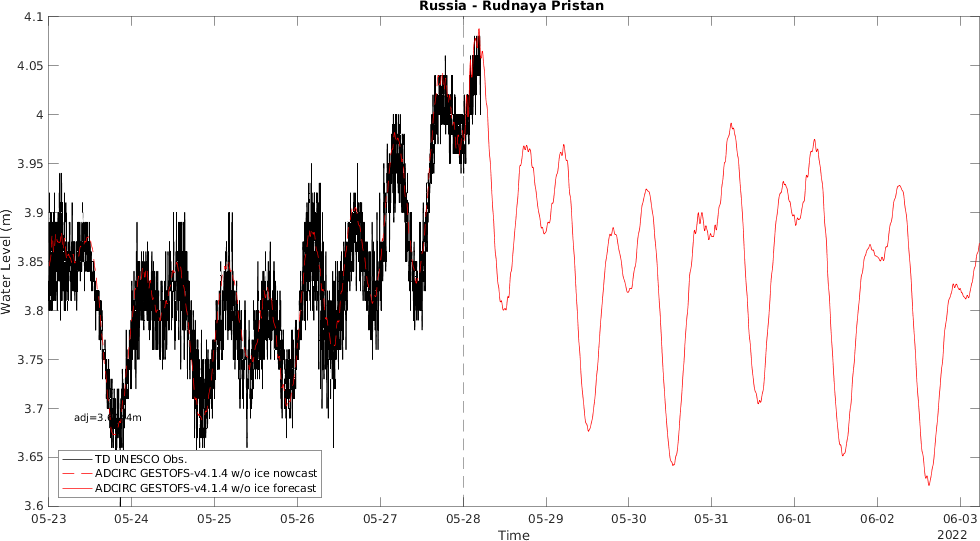 Russia - Rudnaya Pristan
4.1
4.05
4
3.95
3.9
3.85
3.8
3.75
3.7
3.65
3.6
Water Level (m)
TD UNESCO Obs.
ADCIRC GESTOFS-v4.1.4 w/o ice nowcast
ADCIRC GESTOFS-v4.1.4 w/o ice forecast
05-23 05-24 05-25 05-26 05-27 05-28 05-29 05-30 05-31 06-01 06-02 06-03
Time
2022